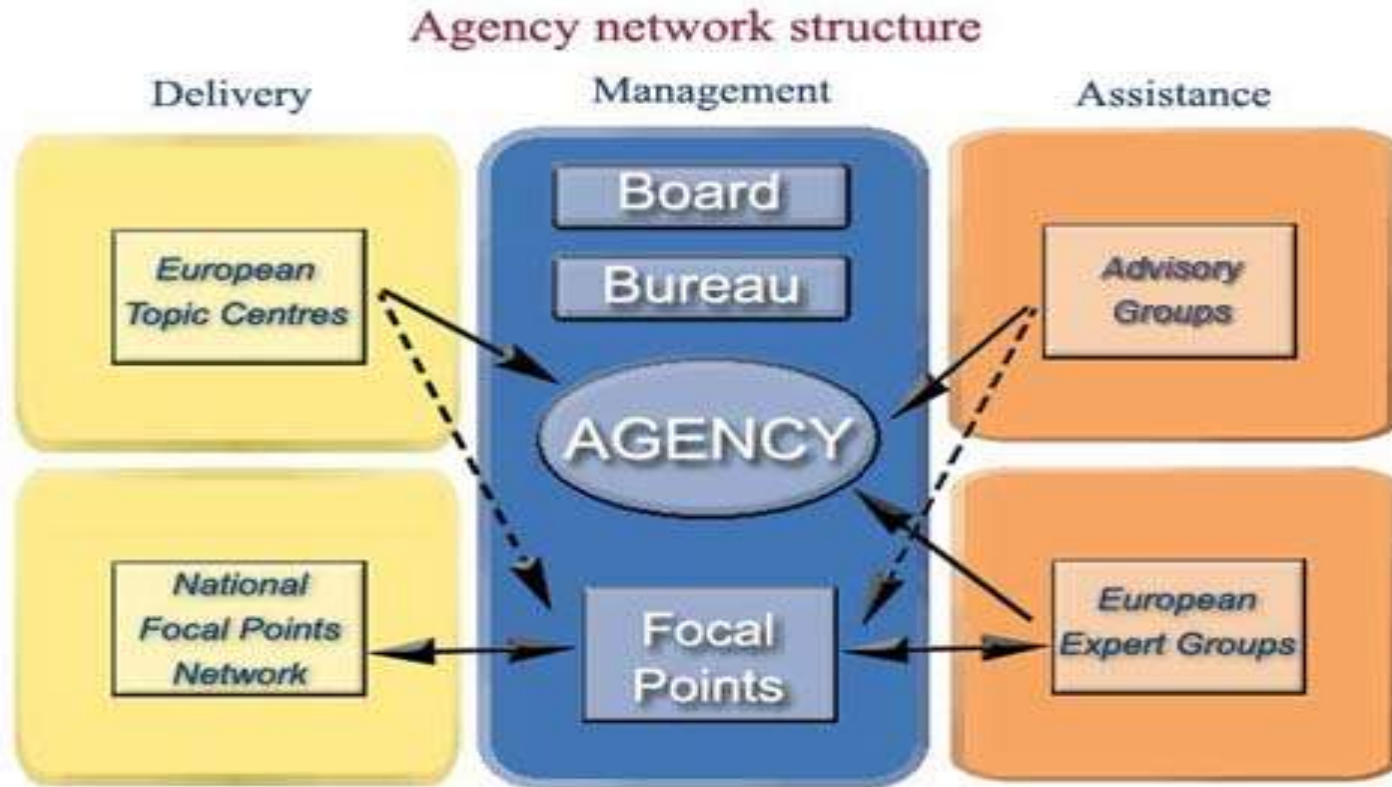 Agency network structure
Delivery
Management
Assistance
European
Topic Centres
National
Focal Points
Network
Board
Bureau
AGENCY
Focal
Points
Advisory
Groups
European
Expert Groups